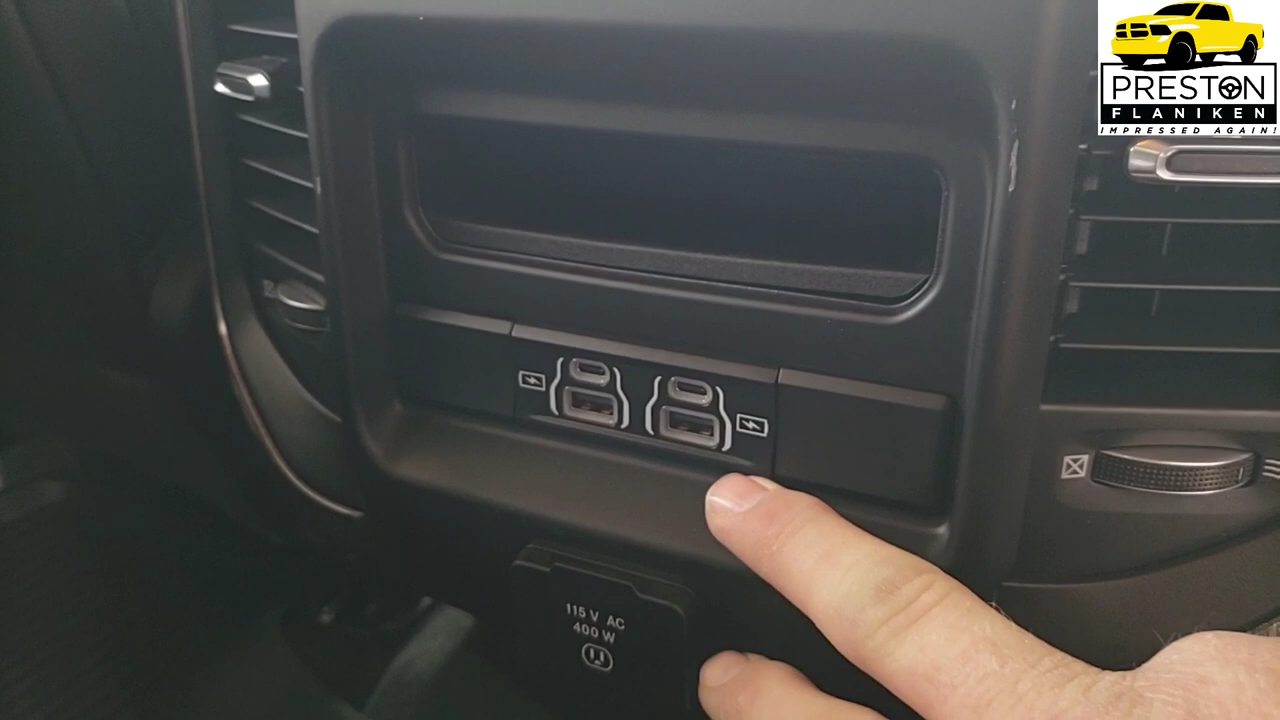 PRESTON
FLANIKEN
IMPRESSED AGAIN!
115 V AC
400 W